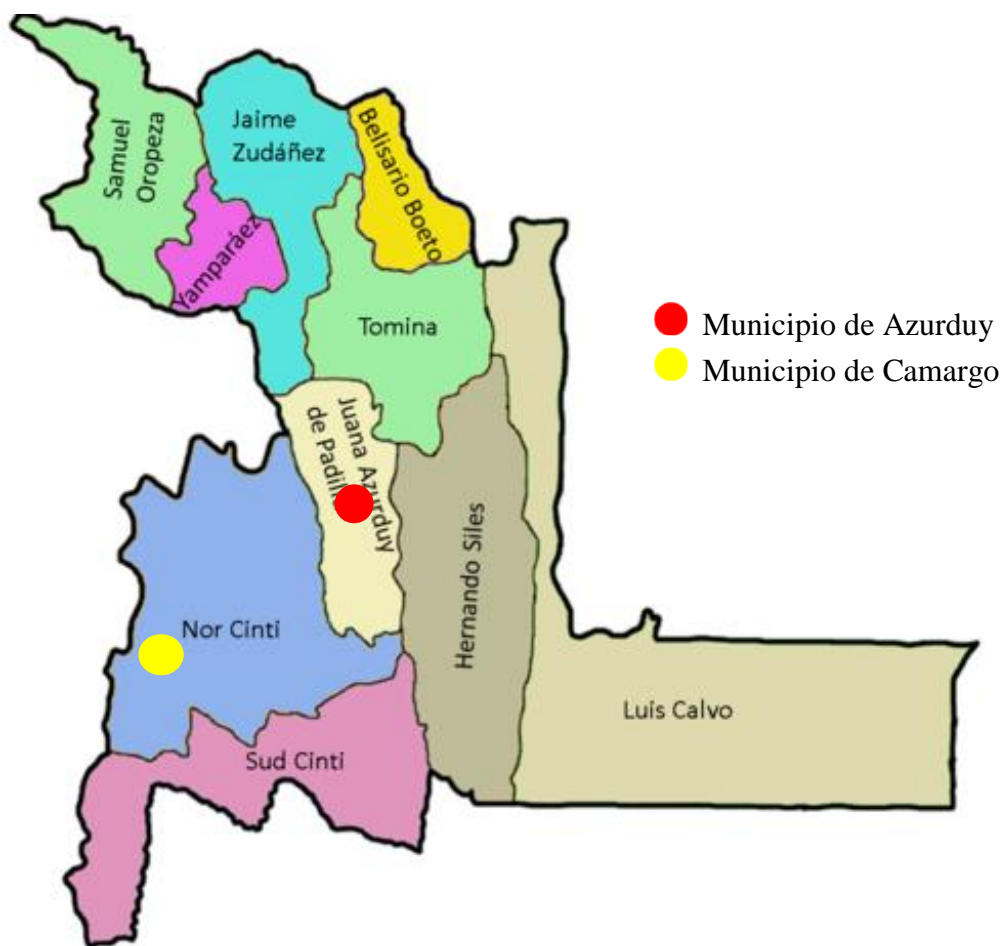 Samuel
Oropeza
Jaime
Zudáñez
Belisario Boeto
Yamparáez
Tomina
Municipio de Azurduy
Municipio de Camargo
Juana Azurduy
de Padill
Hernando Siles
Nor Cinti
Luis Calvo
Sud Cinti